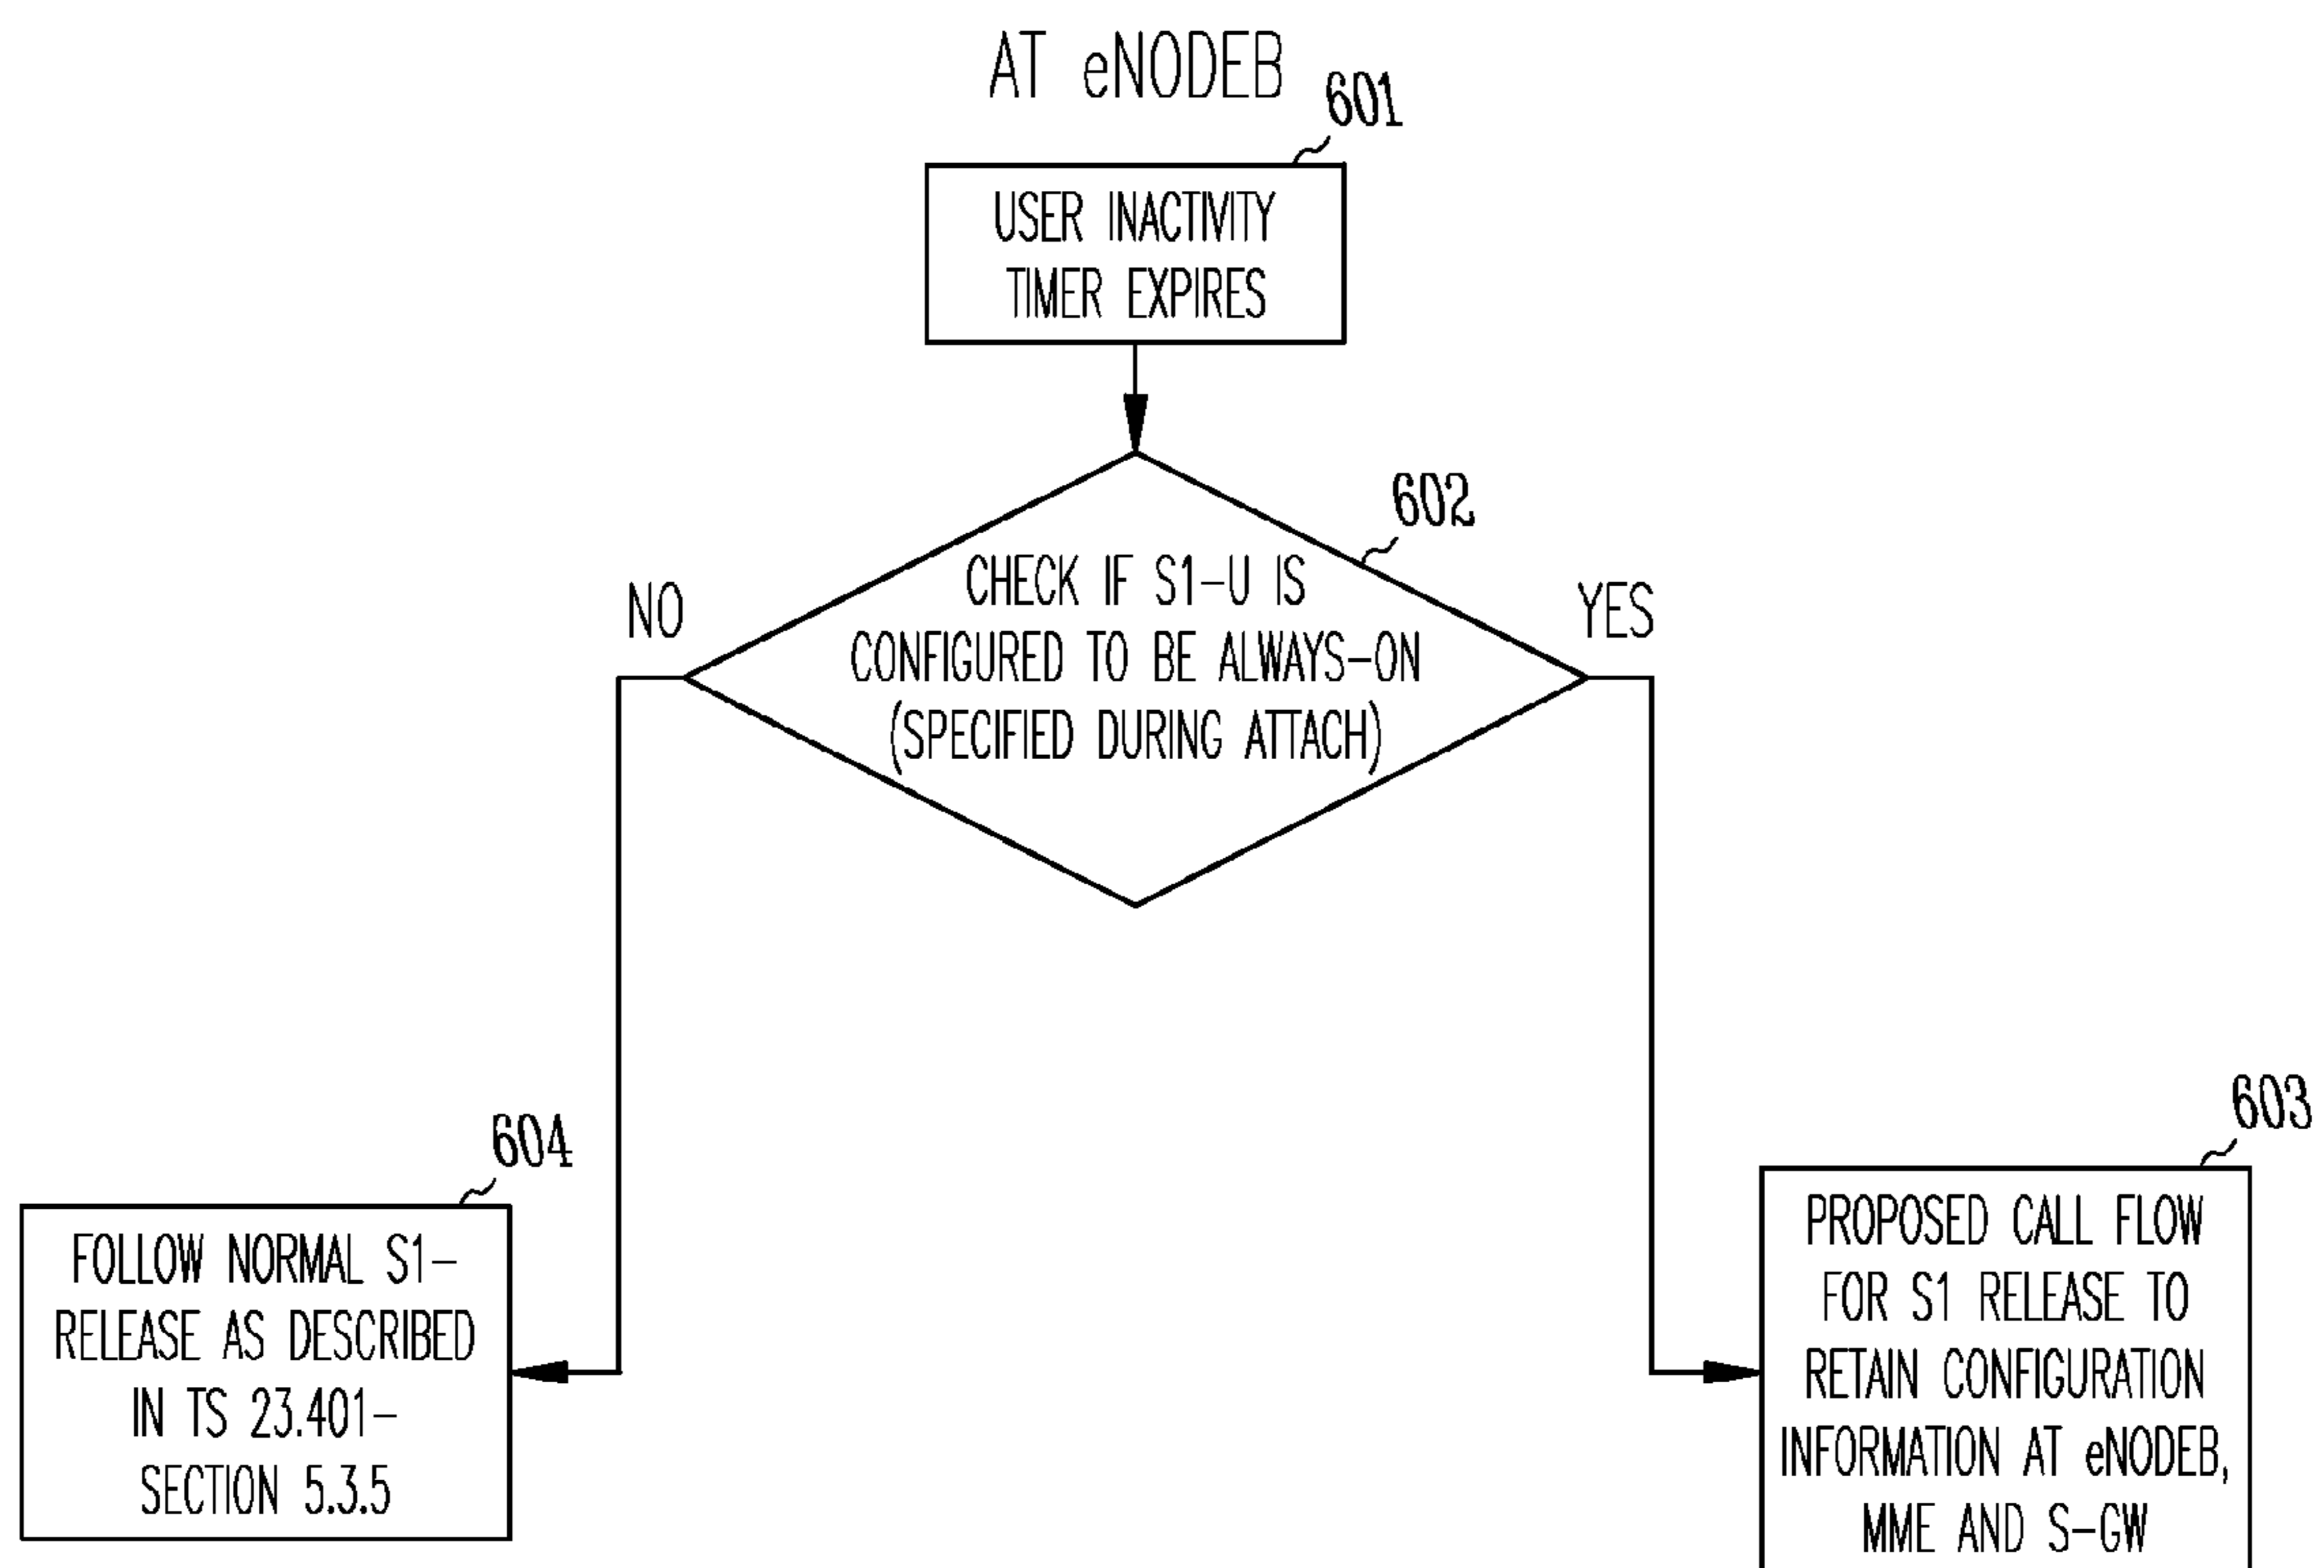 AT eNODEB
601
USER INACTIVITY
TIMER EXPIRES
602
CHECK IF S1-U IS
CONFIGURED TO BE ALWAYS-ON
(SPECIFIED DURING ATTACH)
NO
YES
604
FOLLOW NORMAL S1-
RELEASE AS DESCRIBED
IN TS 23.401-
SECTION 5.3.5
603
PROPOSED CALL FLOW
FOR S1 RELEASE TO
RETAIN CONFIGURATION
INFORMATION AT eNODEB,
MME AND S-GW